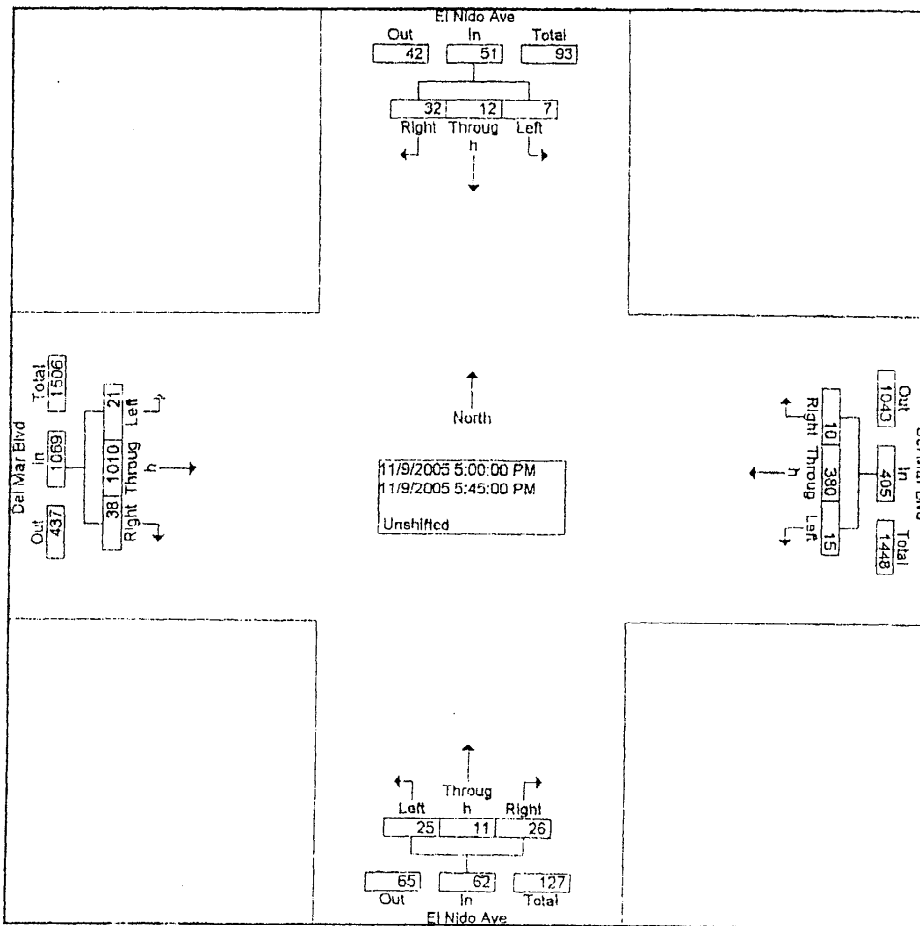 El Nido Ave
Out In Total
42 51 93
32 12 7
Right Throug Left
h
Total
1506
In
1069
Out
437
Del Mar Blvd
21 1010 38
Left Throug Right
h
North
11/9/2005 5:00:00 PM
11/9/2005 5:45:00 PM
Unshifted
Out
1043
In
405
Total
1448
10 380 15
Right Throug Left
h
Throug
Left h Right
25 11 26
65 62 127
Out In Total
El Nido Ave